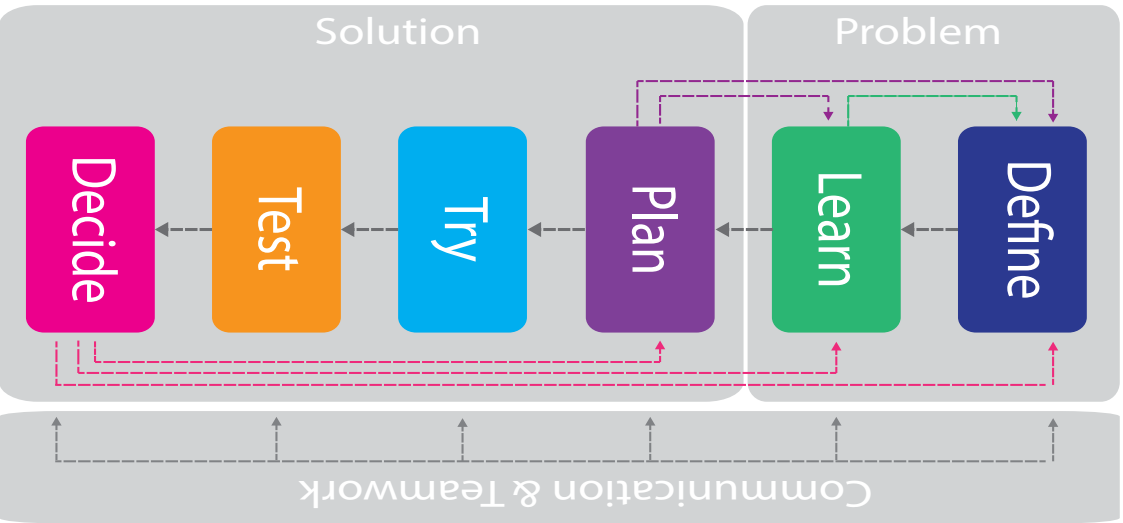 Solution
Problem
Decide
Test
Try
Plan
Learn
Define
Communication & Teamwork